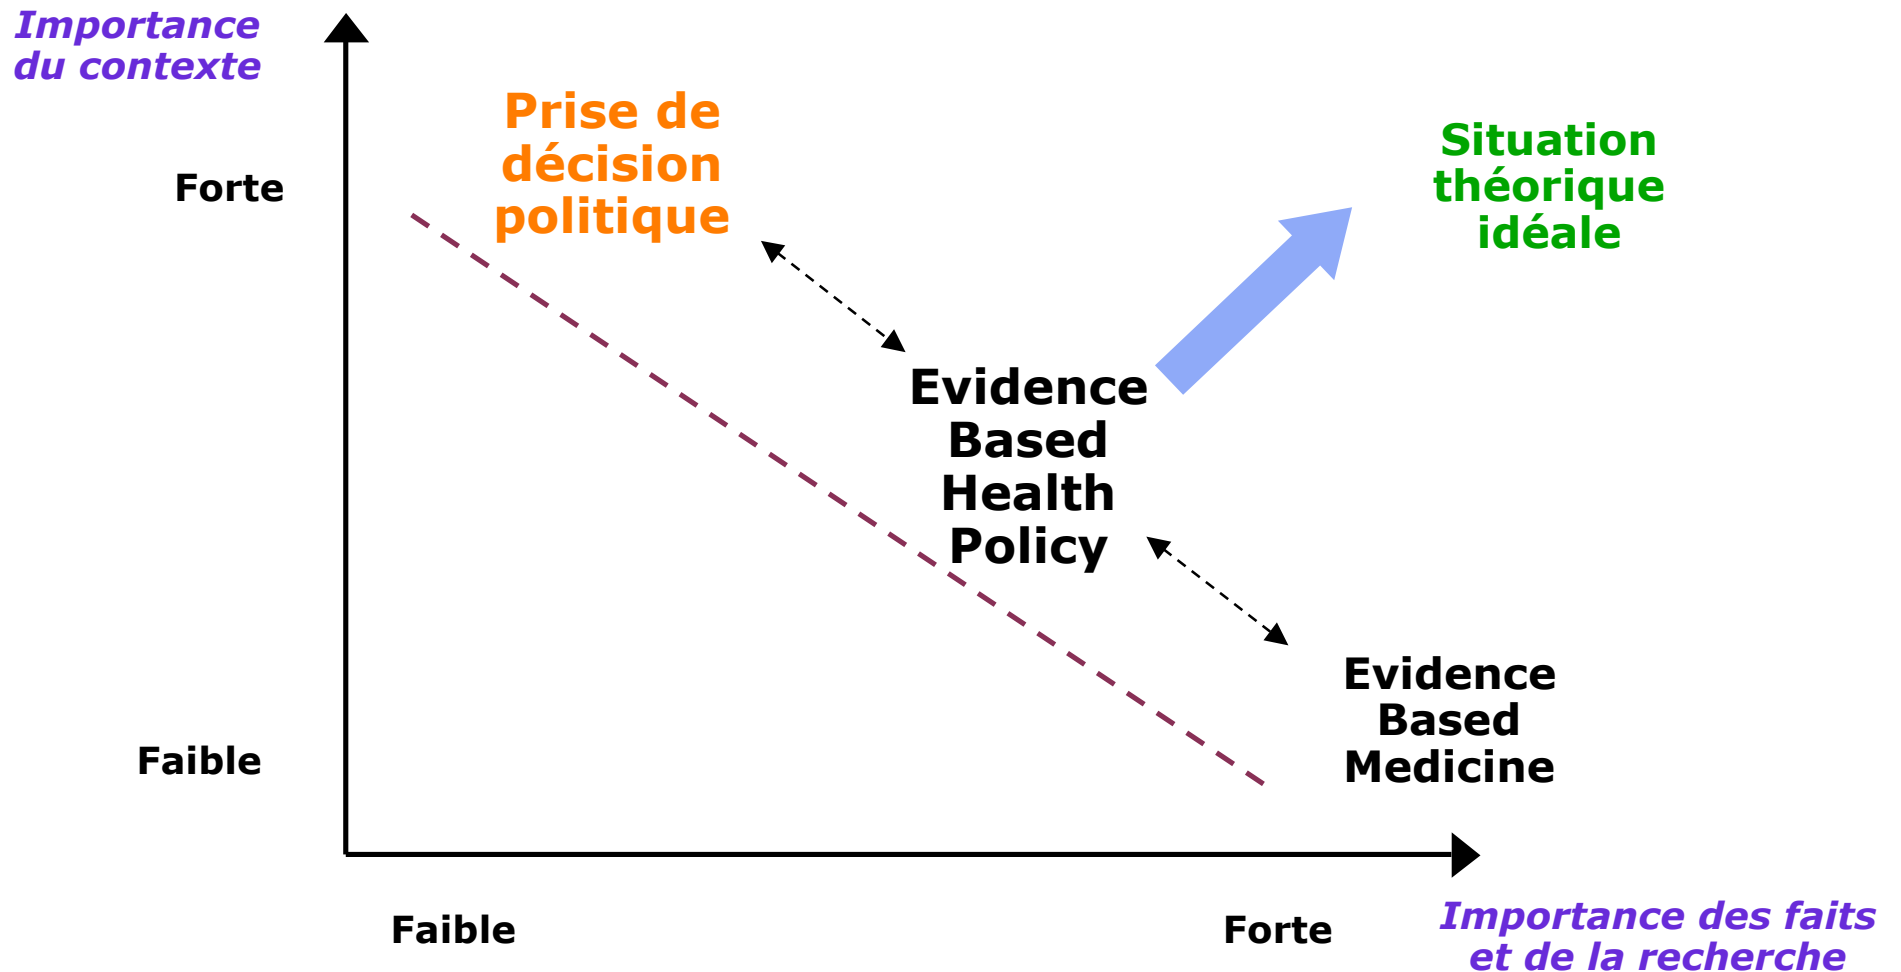 Importance
du contexte
Forte
Faible
Prise de
décision
politique
Situation
théorique
idéale
Evidence
Based
Health
Policy
Evidence
Based
Medicine
Faible
Forte
Importance des faits
et de la recherche